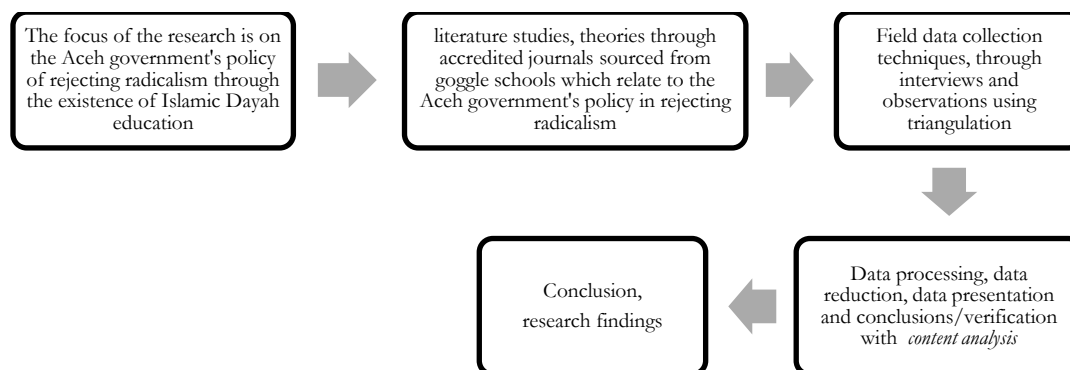 The focus of the research is on
the Aceh government's policy
of rejecting radicalism through
the existence of Islamic Dayah
education
literature studies, theories through
accredited journals sourced from
goggle schools which relate to the
Aceh government's policy in rejecting
radicalism
Field data collection
techniques, through
interviews and
observations using
triangulation
Data processing, data
reduction, data presentation
and conclusions/verification
with content analysis
Conclusion,
research findings